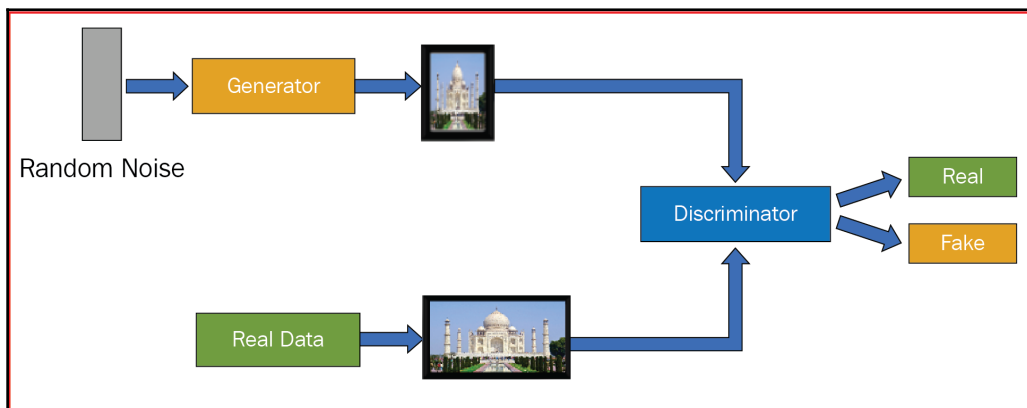 Generator
Random Noise
Discriminator
Real
Fake
Real Data